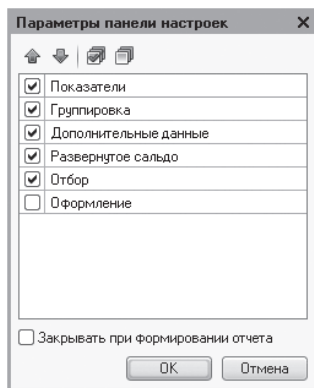 Параметры панели настроек
Показатели
Группировка
Дополнительные данные
Развернутое сальдо
Отбор
Оформление
Закрывать при формировании отчета
ОК
Отмена